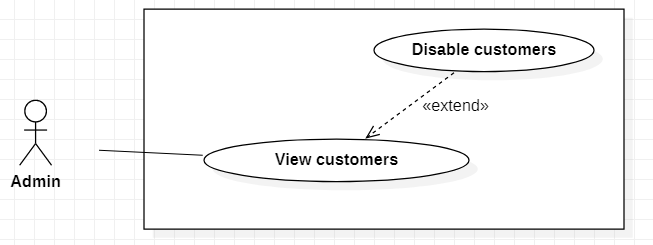 Disable customers
«extend»
View customers
Admin